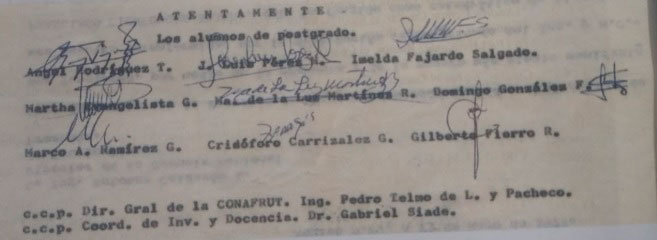 A T E N T A M E N T E
Los alumnos de postgrado.
Angel Rodríguez T. J. Luis Pérez M. Imelda Fajardo Salgado.
Martha Evangelista G. Ma. de la Luz Martínez R. Domingo González F.
Marco A. Ramírez G. Cridóforo Carrizalez G. Gilberto Fierro R.
c.c.p. Dir. Gral de la CONAFRUT. Ing. Pedro Telmo de L. y Pacheco.
c.c.p. Coord. de Inv. y Docencia. Dr. Gabriel Siade.